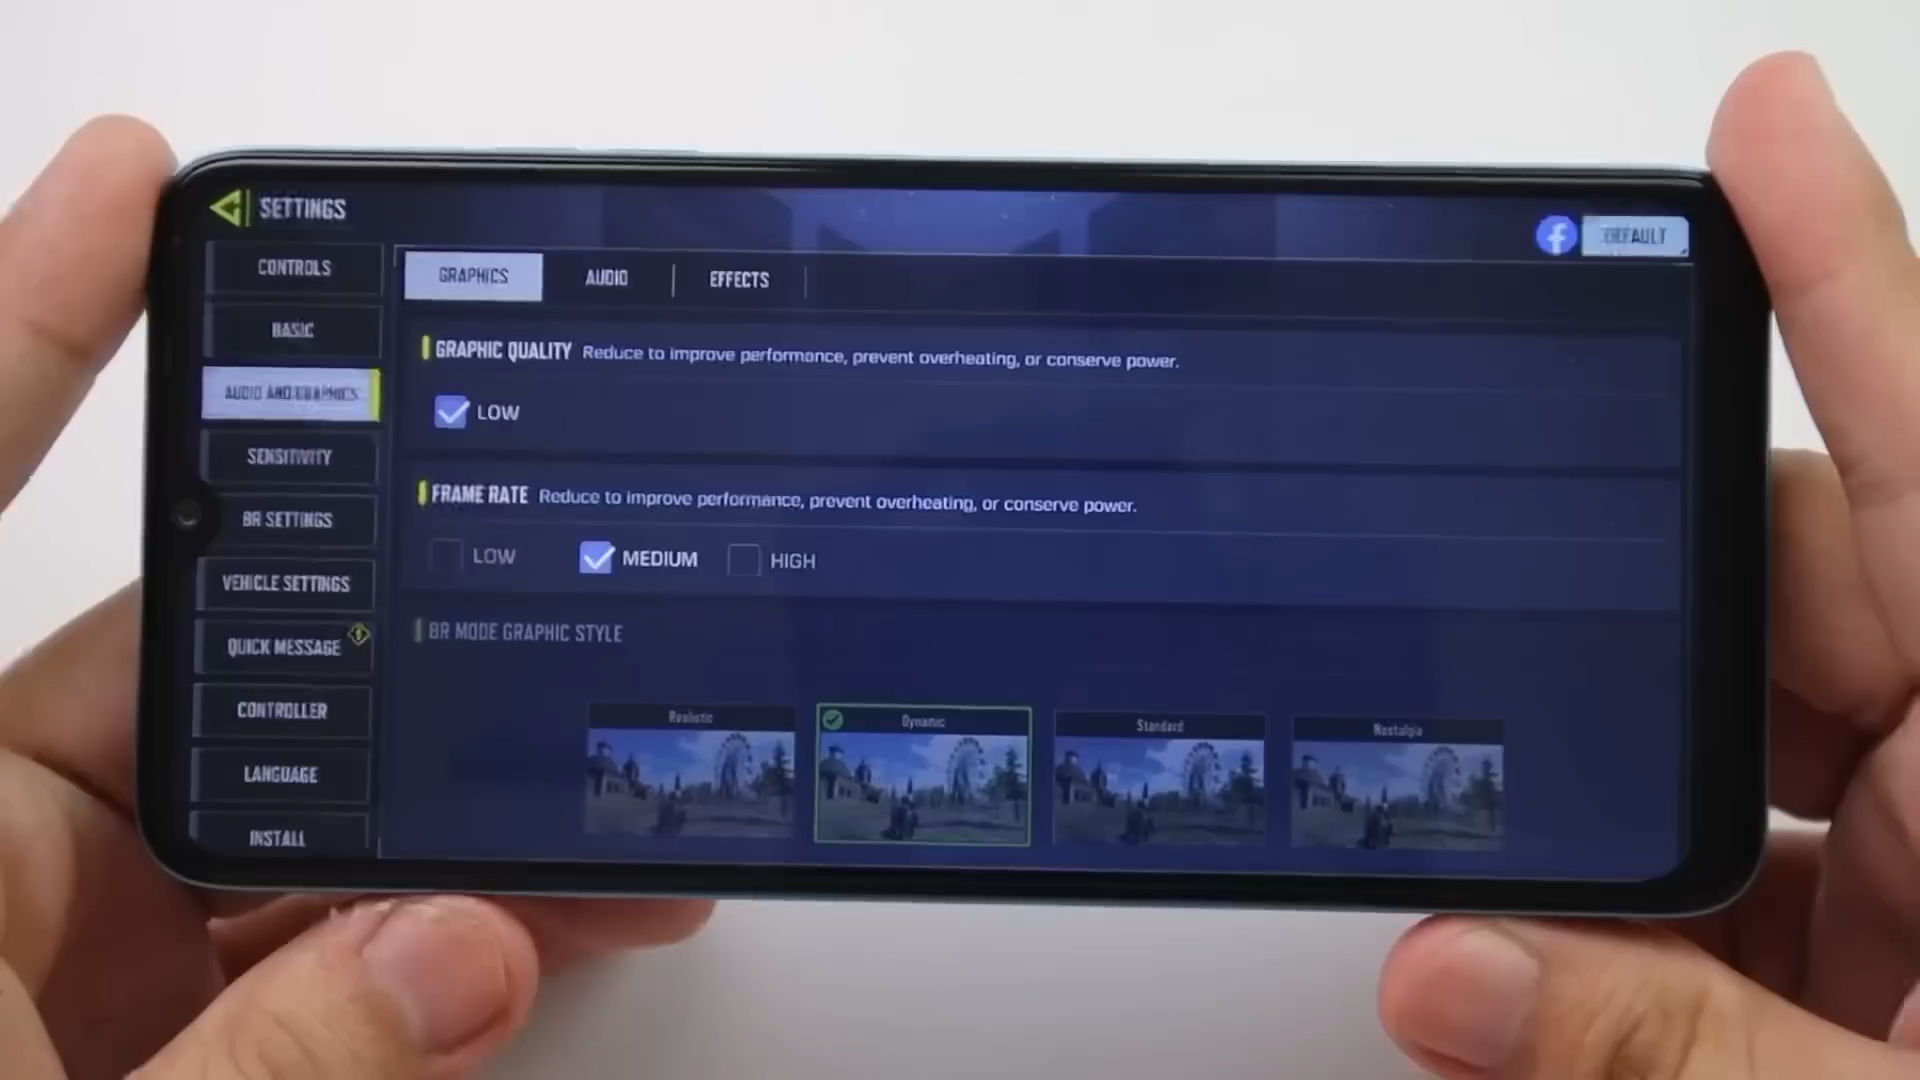 SETTINGS
DEFAULT
CONTROLS
BASIC
AUDIO AND GRAPHICS
SENSITIVITY
BR SETTINGS
VEHICLE SETTINGS
QUICK MESSAGE
CONTROLLER
LANGUAGE
INSTALL
GRAPHICS
AUDIO
EFFECTS
GRAPHIC QUALITY Reduce to improve performance, prevent overheating, or conserve power.
LOW
FRAME RATE Reduce to improve performance, prevent overheating, or conserve power.
LOW MEDIUM HIGH
BR MODE GRAPHIC STYLE
Realistic Dynamic Standard Nostalgia